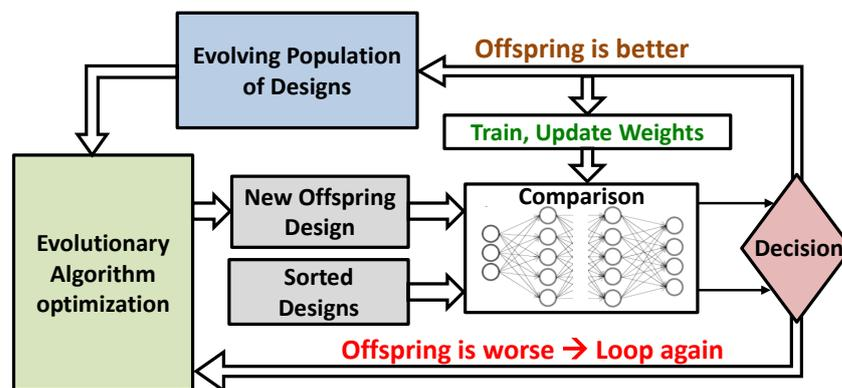 Evolving Population
of Designs
Offspring is better
Train, Update Weights
Evolutionary
Algorithm
optimization
New Offspring
Design
Sorted
Designs
Comparison
Decision
Offspring is worse → Loop again